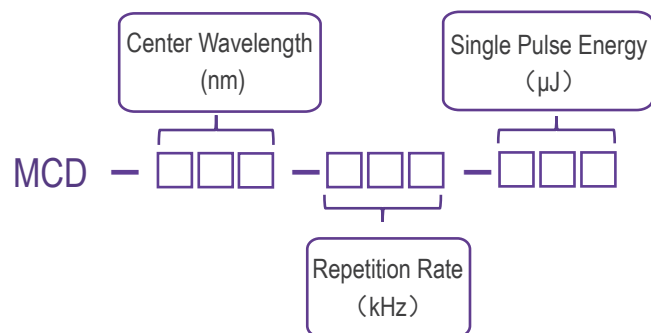 Center Wavelength
(nm)
Single Pulse Energy
（μJ）
MCD – □□□ – □□□ – □□□
Repetition Rate
（kHz）